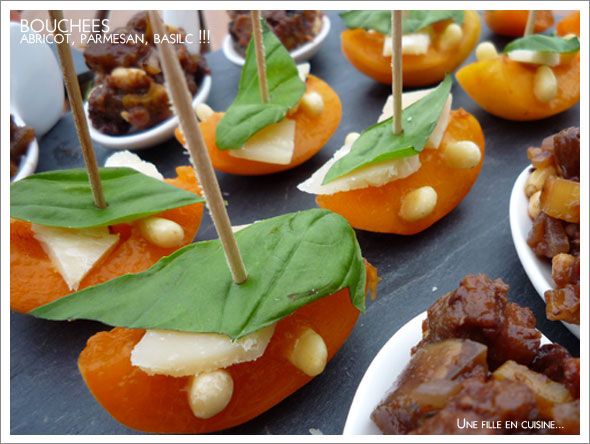 BOUCHEES
ABRICOT, PARMESAN, BASILC !!!
UNE FILLE EN CUISINE...